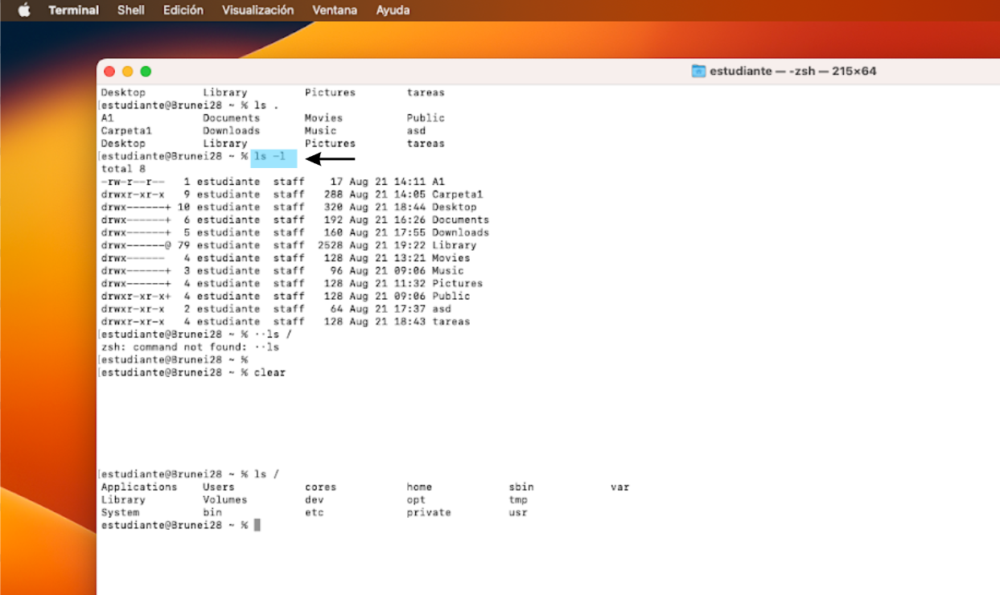 Terminal Shell Edición Visualización Ventana Ayuda
estudiante — -zsh — 215×64
Desktop Library Pictures tareas
[estudiante@Brunei28 ~ % ls .
A1 Documents Movies Public
Carpeta1 Downloads Music asd
Desktop Library Pictures tareas
[estudiante@Brunei28 ~ % ls -l
total 8
-rw-r--r-- 1 estudiante staff 17 Aug 21 14:11 A1
drwxr-xr-x 9 estudiante staff 288 Aug 21 14:05 Carpeta1
drwx------+ 10 estudiante staff 320 Aug 21 18:44 Desktop
drwx------+ 6 estudiante staff 192 Aug 21 16:26 Documents
drwx------+ 5 estudiante staff 160 Aug 21 17:55 Downloads
drwx------@ 79 estudiante staff 2528 Aug 21 19:22 Library
drwx------ 4 estudiante staff 128 Aug 21 13:21 Movies
drwx------+ 3 estudiante staff 96 Aug 21 09:06 Music
drwx------+ 4 estudiante staff 128 Aug 21 11:32 Pictures
drwxr-xr-x+ 4 estudiante staff 128 Aug 21 09:06 Public
drwxr-xr-x 2 estudiante staff 64 Aug 21 17:37 asd
drwxr-xr-x 4 estudiante staff 128 Aug 21 18:43 tareas
[estudiante@Brunei28 ~ % ··ls /
zsh: command not found: ··ls
[estudiante@Brunei28 ~ %
[estudiante@Brunei28 ~ % clear
[estudiante@Brunei28 ~ % ls /
Applications Users cores home sbin var
Library Volumes dev opt tmp
System bin etc private usr
estudiante@Brunei28 ~ %